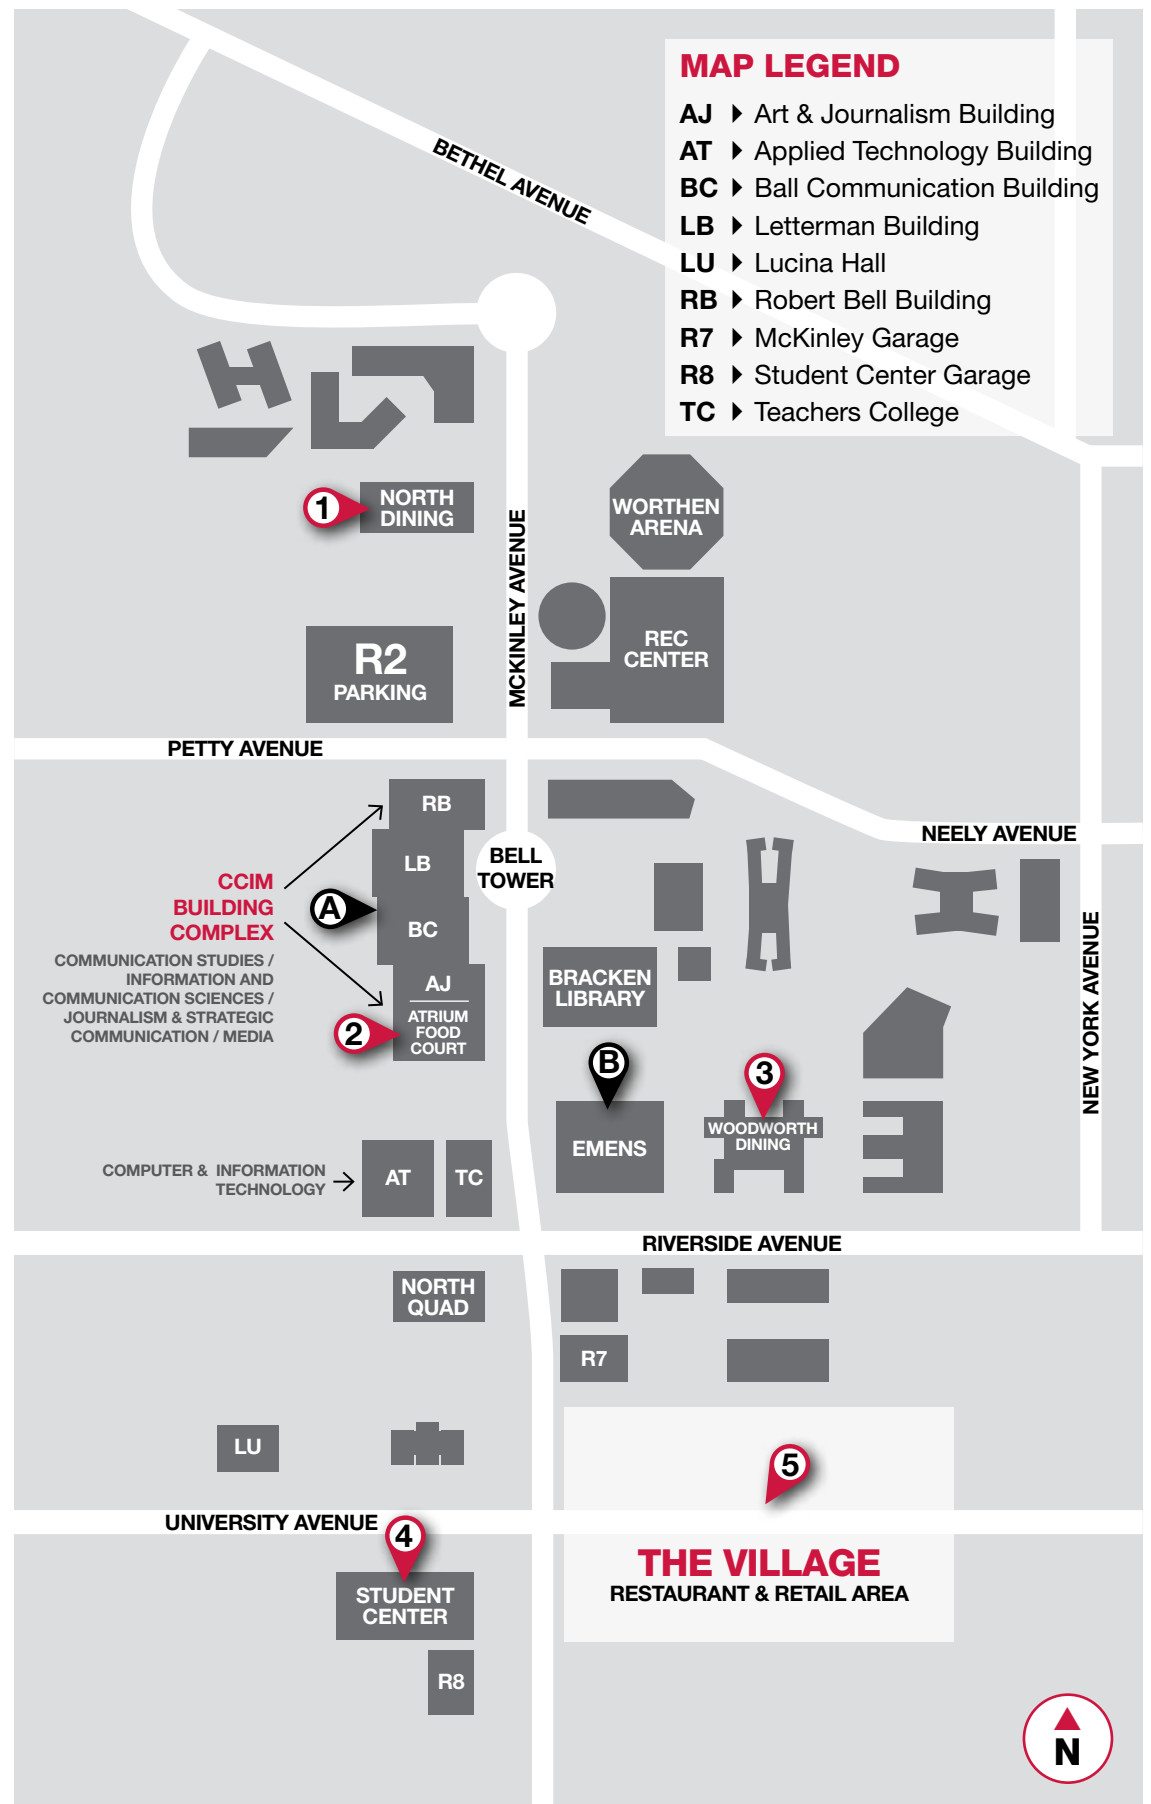 MAP LEGEND
AJ Art & Journalism Building
AT Applied Technology Building
BC Ball Communication Building
LB Letterman Building
LU Lucina Hall
RB Robert Bell Building
R7 McKinley Garage
R8 Student Center Garage
TC Teachers College
BETHEL AVENUE
1
NORTH
DINING
WORTHEN
ARENA
MCKINLEY AVENUE
REC
CENTER
R2
PARKING
PETTY AVENUE
RB
NEELY AVENUE
LB
BELL
TOWER
CCIM
BUILDING
COMPLEX
A
BC
COMMUNICATION STUDIES /
INFORMATION AND
COMMUNICATION SCIENCES /
JOURNALISM & STRATEGIC
COMMUNICATION / MEDIA
AJ
ATRIUM
FOOD
COURT
2
BRACKEN
LIBRARY
NEW YORK AVENUE
B
3
EMENS
WOODWORTH
DINING
COMPUTER & INFORMATION
TECHNOLOGY
AT
TC
RIVERSIDE AVENUE
NORTH
QUAD
R7
LU
5
UNIVERSITY AVENUE
4
THE VILLAGE
RESTAURANT & RETAIL AREA
STUDENT
CENTER
R8
N